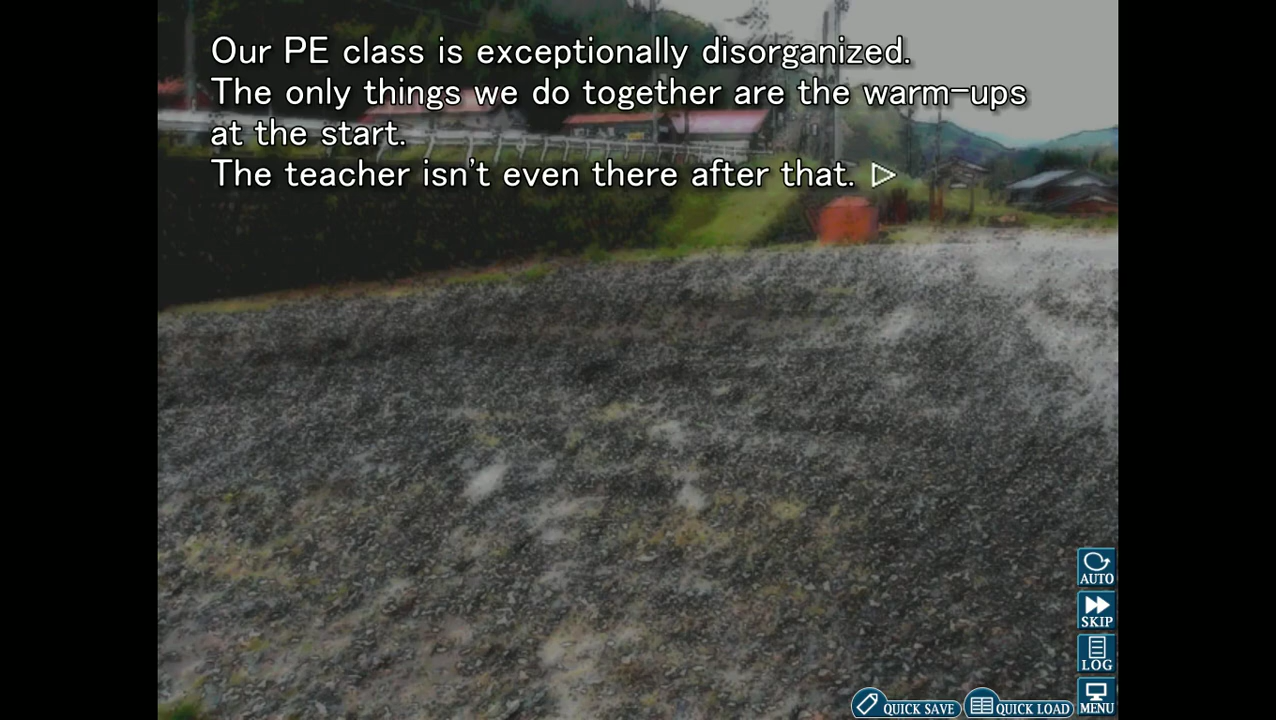 Our PE class is exceptionally disorganized.
The only things we do together are the warm-ups
at the start.
The teacher isn't even there after that.
AUTO
SKIP
LOG
MENU
QUICK SAVE
QUICK LOAD